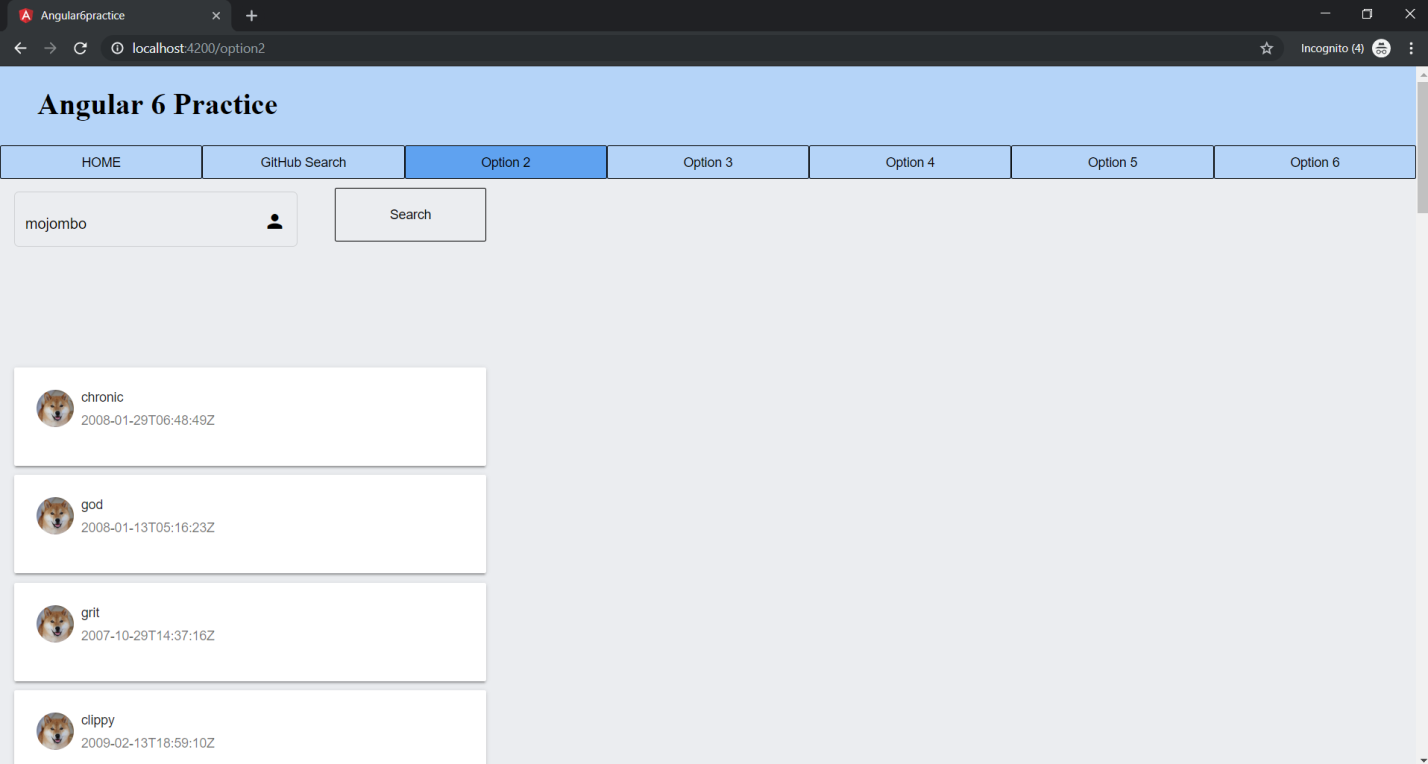 Angular6practice
localhost:4200/option2
Incognito (4)
Angular 6 Practice
HOME GitHub Search Option 2 Option 3 Option 4 Option 5 Option 6
mojombo Search
chronic
2008-01-29T06:48:49Z
god
2008-01-13T05:16:23Z
grit
2007-10-29T14:37:16Z
clippy
2009-02-13T18:59:10Z